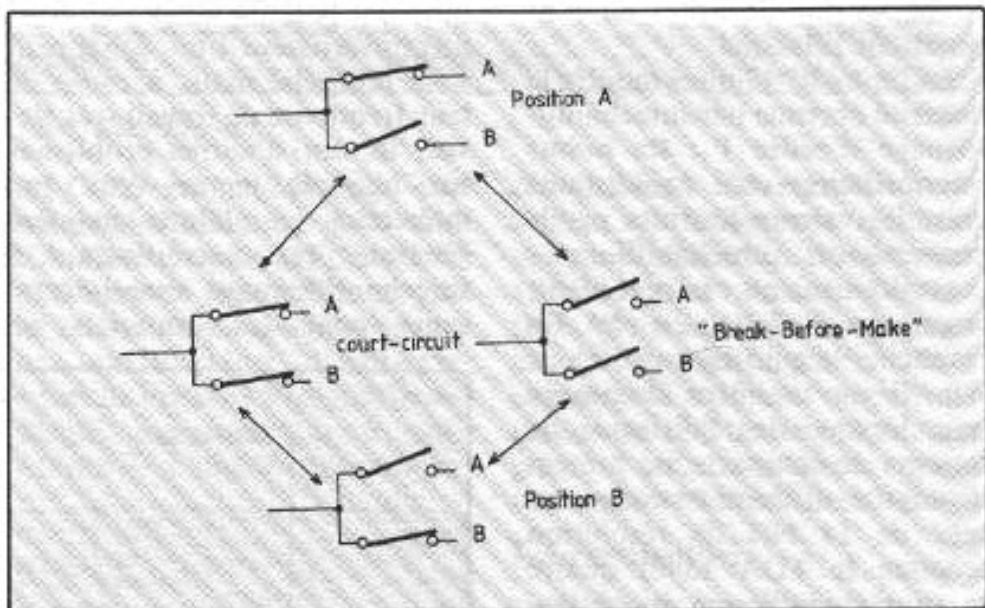 A
Position A
B
A
court-circuit
B
A
"Break-Before-Make"
B
A
Position B
B